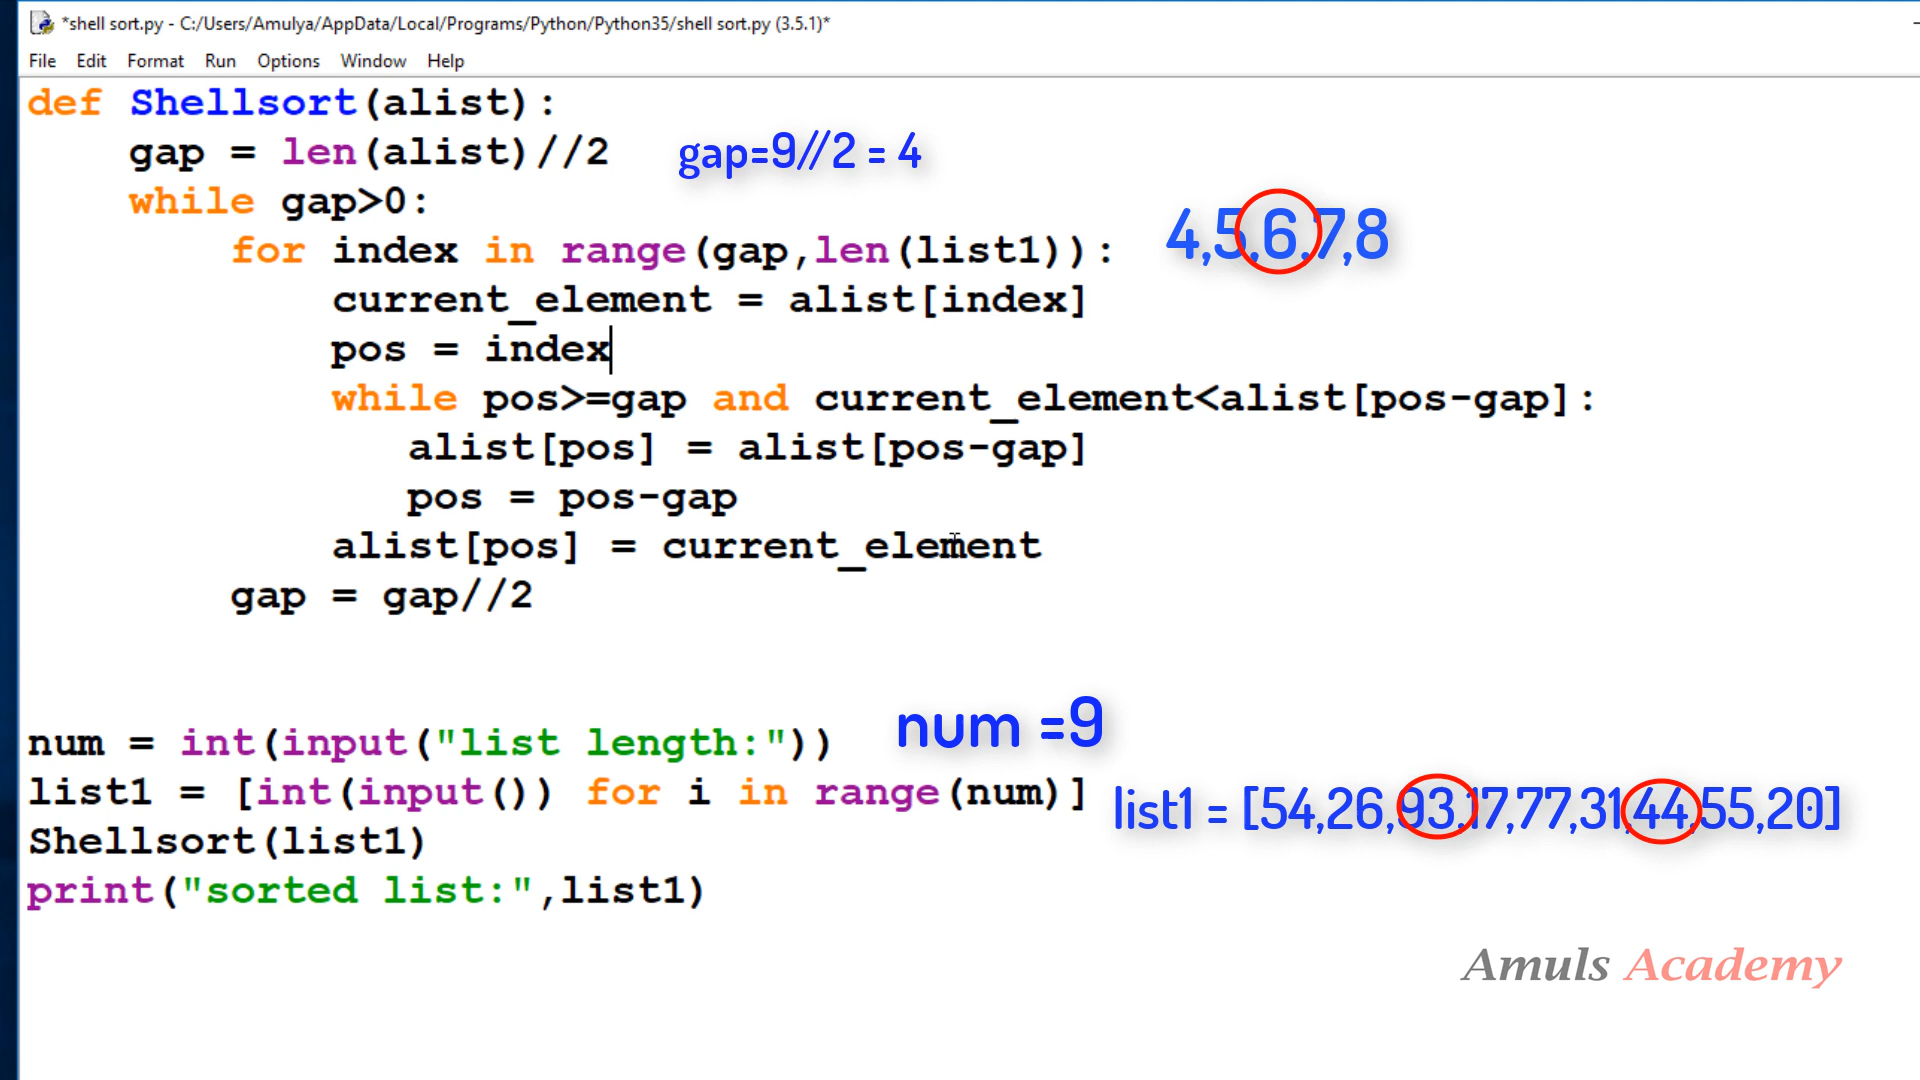 *shell sort.py - C:/Users/Amulya/AppData/Local/Programs/Python/Python35/shell sort.py (3.5.1)*
File Edit Format Run Options Window Help
def Shellsort(alist):
gap = len(alist)//2 gap=9//2 = 4
while gap>0:
for index in range(gap,len(list1)): 4,5,6,7,8
current_element = alist[index]
pos = index
while pos>=gap and current_element<alist[pos-gap]:
alist[pos] = alist[pos-gap]
pos = pos-gap
alist[pos] = current_element
gap = gap//2
num = int(input("list length:")) num =9
list1 = [int(input()) for i in range(num)] list1 = [54,26,93,17,77,31,44,55,20]
Shellsort(list1)
print("sorted list:",list1)
Amuls Academy